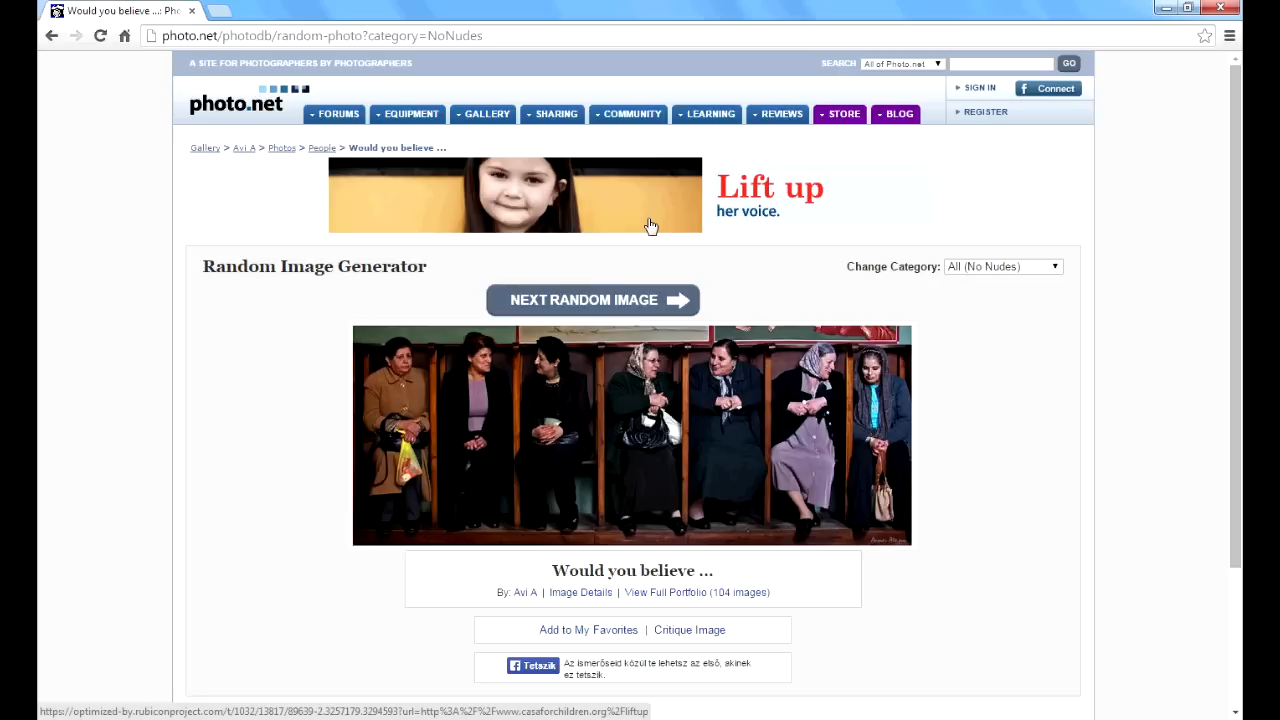 Would you believe ...: Pho
photo.net/photodb/random-photo?category=NoNudes
A SITE FOR PHOTOGRAPHERS BY PHOTOGRAPHERS
SEARCH All of Photo.net GO
photo.net
FORUMS EQUIPMENT GALLERY SHARING COMMUNITY LEARNING REVIEWS STORE BLOG
SIGN IN f Connect
REGISTER
Gallery > Avi A > Photos > People > Would you believe ...
Lift up
her voice.
Random Image Generator
Change Category: All (No Nudes)
NEXT RANDOM IMAGE
Would you believe ...
By: Avi A | Image Details | View Full Portfolio (104 images)
Add to My Favorites | Critique Image
Tetszik Az ismerőseid közül te lehetsz az első, akinek
ez tetszik.
https://optimized-by.rubiconproject.com/t/1032/13817/89639-2.3257179.3294593?url=http%3A%2F%2Fwww.casaforchildren.org%2Fliftup